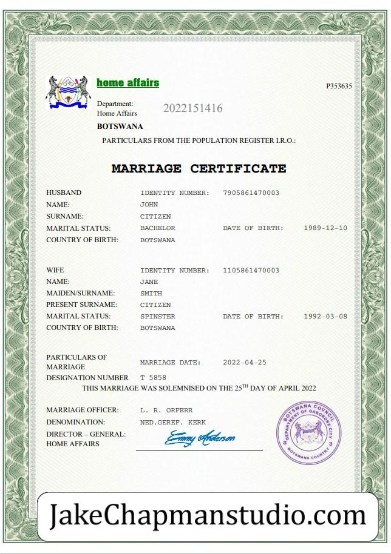 home affairs
P353635
Department:
Home Affairs
2022151416
BOTSWANA
PARTICULARS FROM THE POPULATION REGISTER I.R.O.:
MARRIAGE CERTIFICATE
HUSBAND IDENTITY NUMBER: 7905861470003
NAME: JOHN
SURNAME: CITIZEN
MARITAL STATUS: BACHELOR DATE OF BIRTH: 1989-12-10
COUNTRY OF BIRTH: BOTSWANA
WIFE IDENTITY NUMBER: 1105861470003
NAME: JANE
MAIDEN/SURNAME: SMITH
PRESENT SURNAME: CITIZEN
MARITAL STATUS: SPINSTER DATE OF BIRTH: 1992-03-08
COUNTRY OF BIRTH: BOTSWANA
PARTICULARS OF
MARRIAGE MARRIAGE DATE: 2022-04-25
DESIGNATION NUMBER T 5858
THIS MARRIAGE WAS SOLEMNISED ON THE 25TH DAY OF APRIL 2022
MARRIAGE OFFICER: L. R. ORFERR
DENOMINATION: NED.GEREF. KERK
DIRECTOR - GENERAL:
HOME AFFAIRS
Emmy Anderson
BOTSWANA COUNCIL
JakeChapmanstudio.com